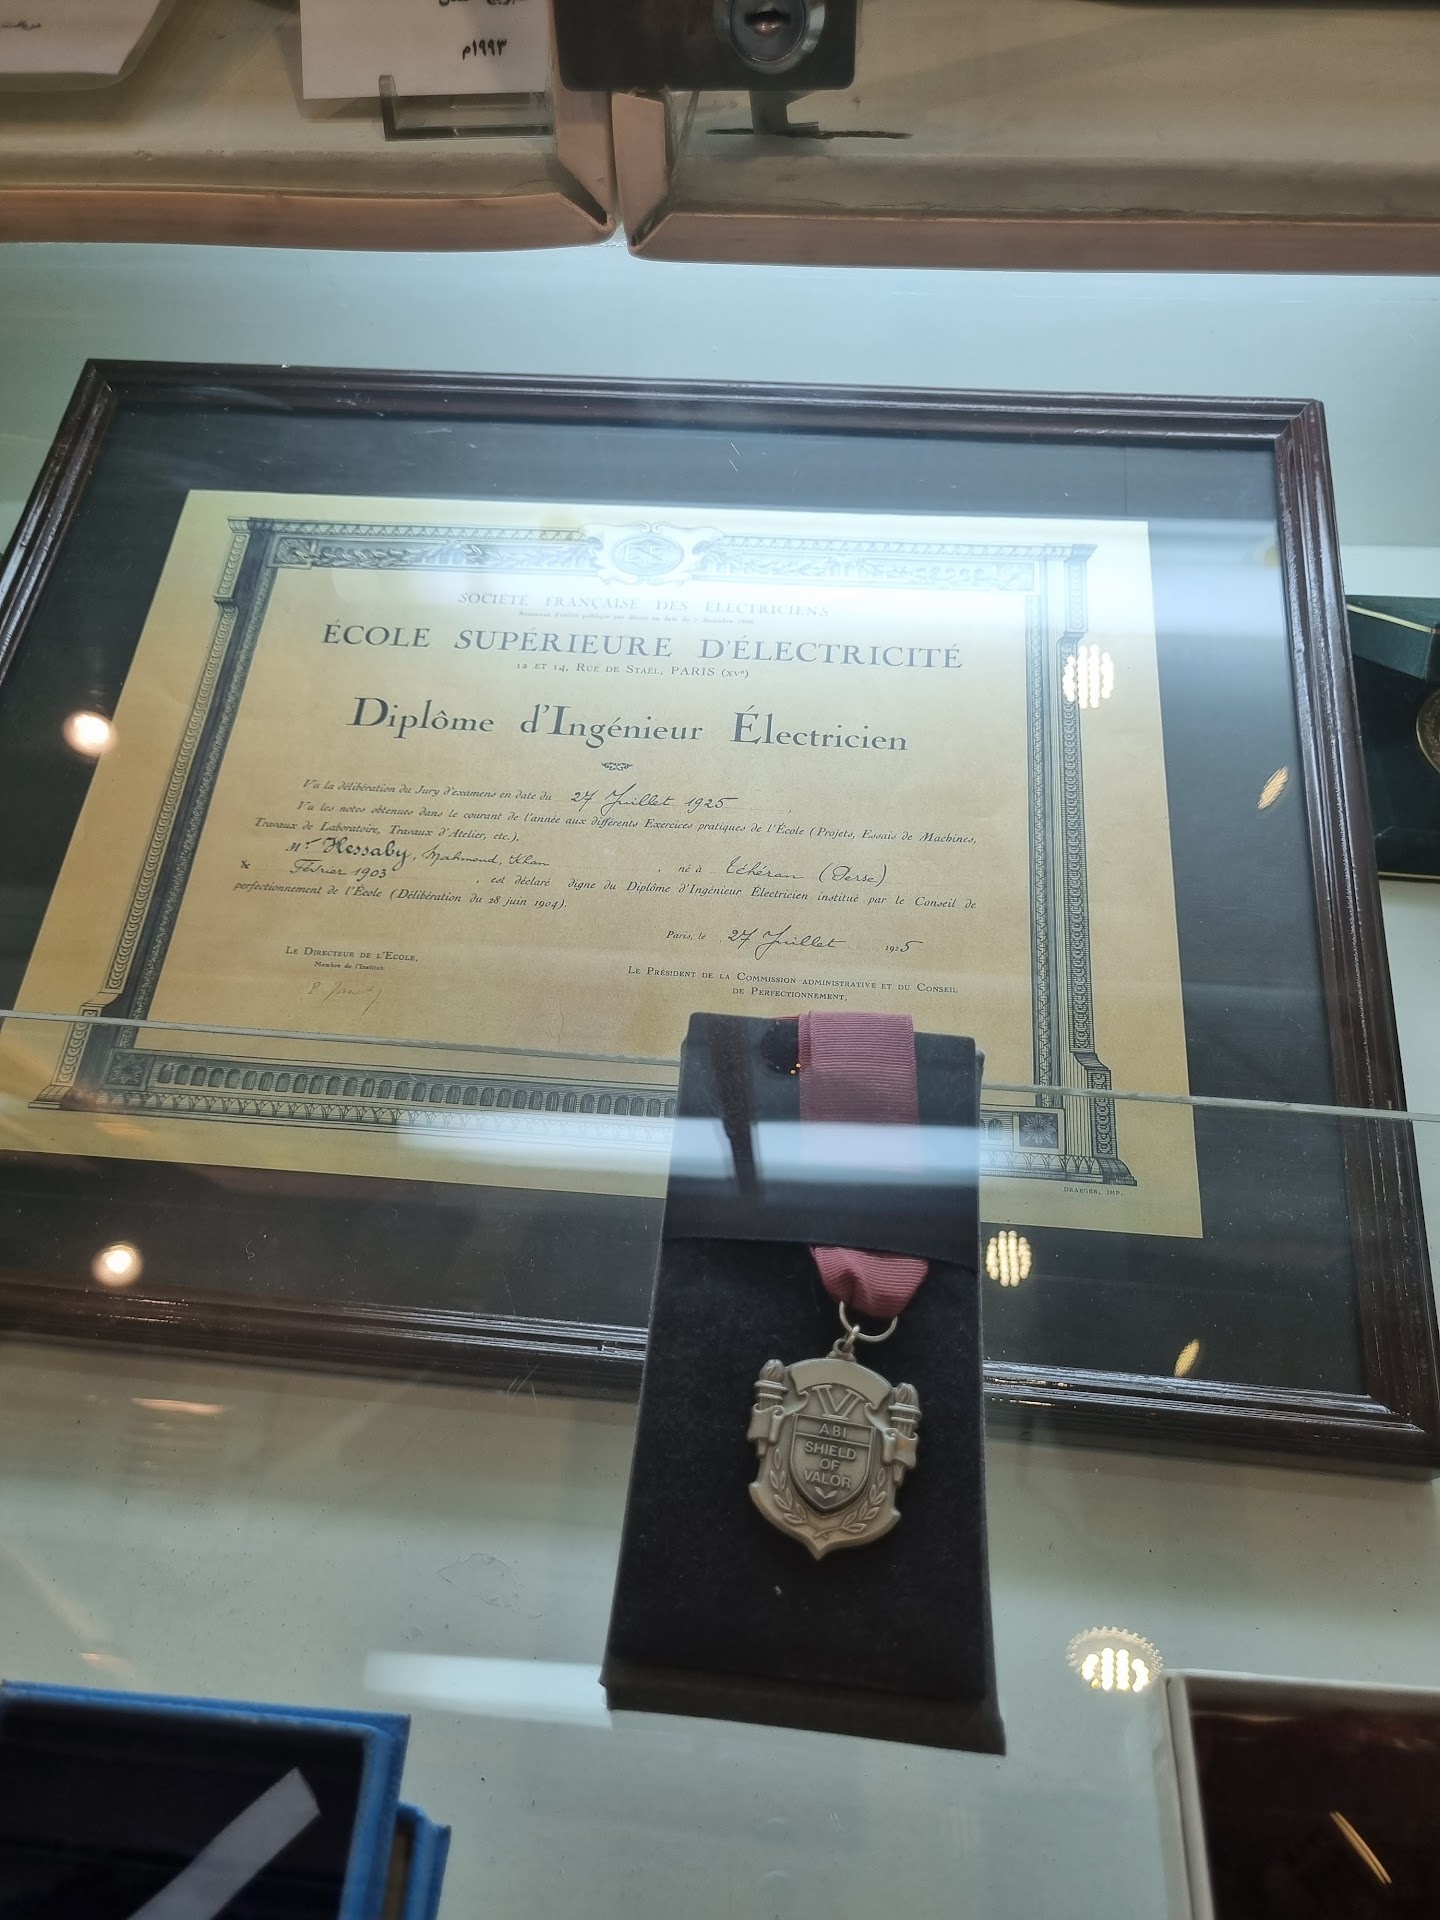 ۱۹۹۳م
SOCIÉTÉ FRANÇAISE DES ÉLECTRICIENS
ÉCOLE SUPÉRIEURE D'ÉLECTRICITÉ
12 ET 14, RUE DE STAËL, PARIS (XVe)
Diplôme d'Ingénieur Électricien
Vu la délibération du Jury d'examens en date du 27 Juillet 1925,
Vu les notes obtenues dans le courant de l'année aux différents Exercices pratiques de l'École (Projets, Essais de Machines,
Travaux de Laboratoire, Travaux d'Atelier, etc.),
Mr Hessaby, Mahmoud, Khan, né à Téhéran (Perse)
Février 1903, est déclaré digne du Diplôme d'Ingénieur Électricien institué par le Conseil de
perfectionnement de l'École (Délibération du 28 juin 1904).
Paris, le 27 Juillet 1925
LE DIRECTEUR DE L'ECOLE,
Membre de l'Institut
LE PRÉSIDENT DE LA COMMISSION ADMINISTRATIVE ET DU CONSEIL
DE PERFECTIONNEMENT,
DRAEGER, IMP.
V
ABI
SHIELD
OF
VALOR